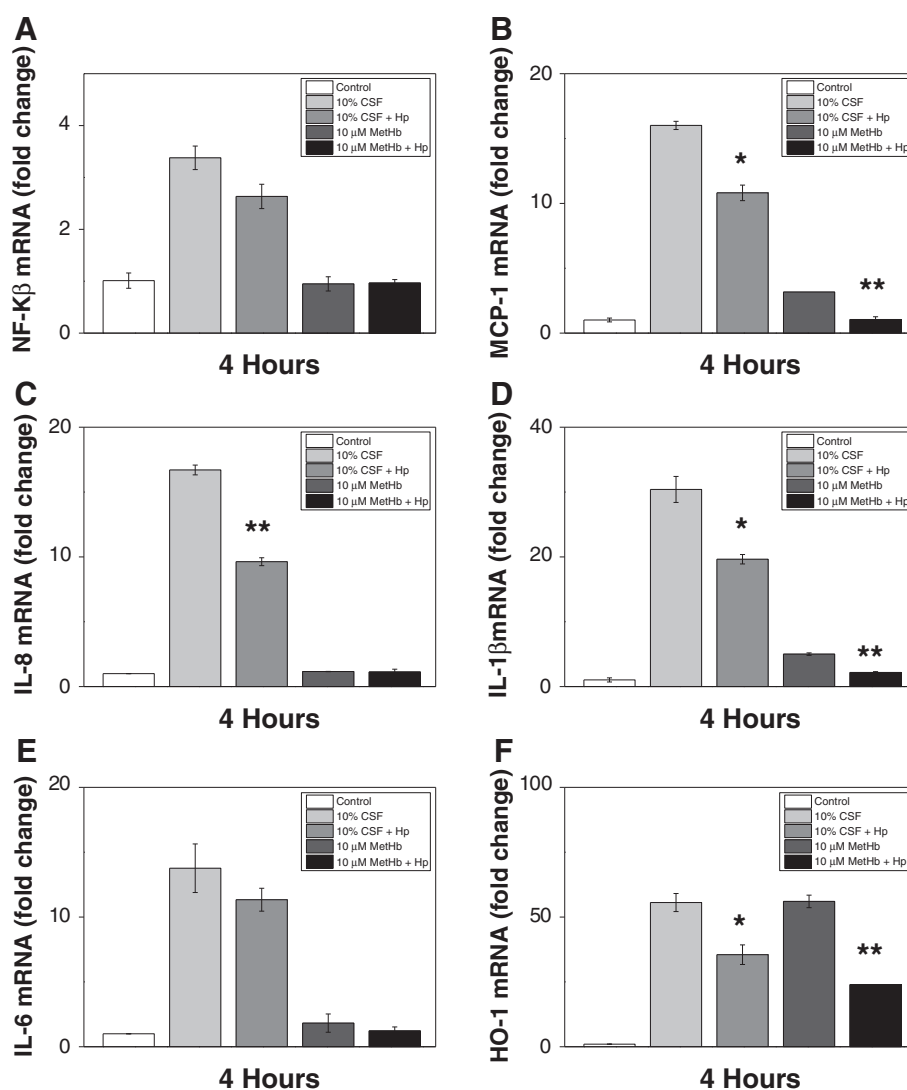 A
NF-Kβ mRNA (fold change)
4
2
0
Control
10% CSF
10% CSF + Hp
10 μM MetHb
10 μM MetHb + Hp
4 Hours
B
MCP-1 mRNA (fold change)
20
10
0
Control
10% CSF
10% CSF + Hp
10 μM MetHb
10 μM MetHb + Hp
*
**
4 Hours
C
IL-8 mRNA (fold change)
20
10
0
Control
10% CSF
10% CSF + Hp
10 μM MetHb
10 μM MetHb + Hp
**
4 Hours
D
IL-1βmRNA (fold change)
40
20
0
Control
10% CSF
10% CSF + Hp
10 μM MetHb
10 μM MetHb + Hp
*
**
4 Hours
E
IL-6 mRNA (fold change)
20
10
0
Control
10% CSF
10% CSF + Hp
10 μM MetHb
10 μM MetHb + Hp
4 Hours
F
HO-1 mRNA (fold change)
100
50
0
Control
10% CSF
10% CSF + Hp
10 μM MetHb
10 μM MetHb + Hp
*
**
4 Hours